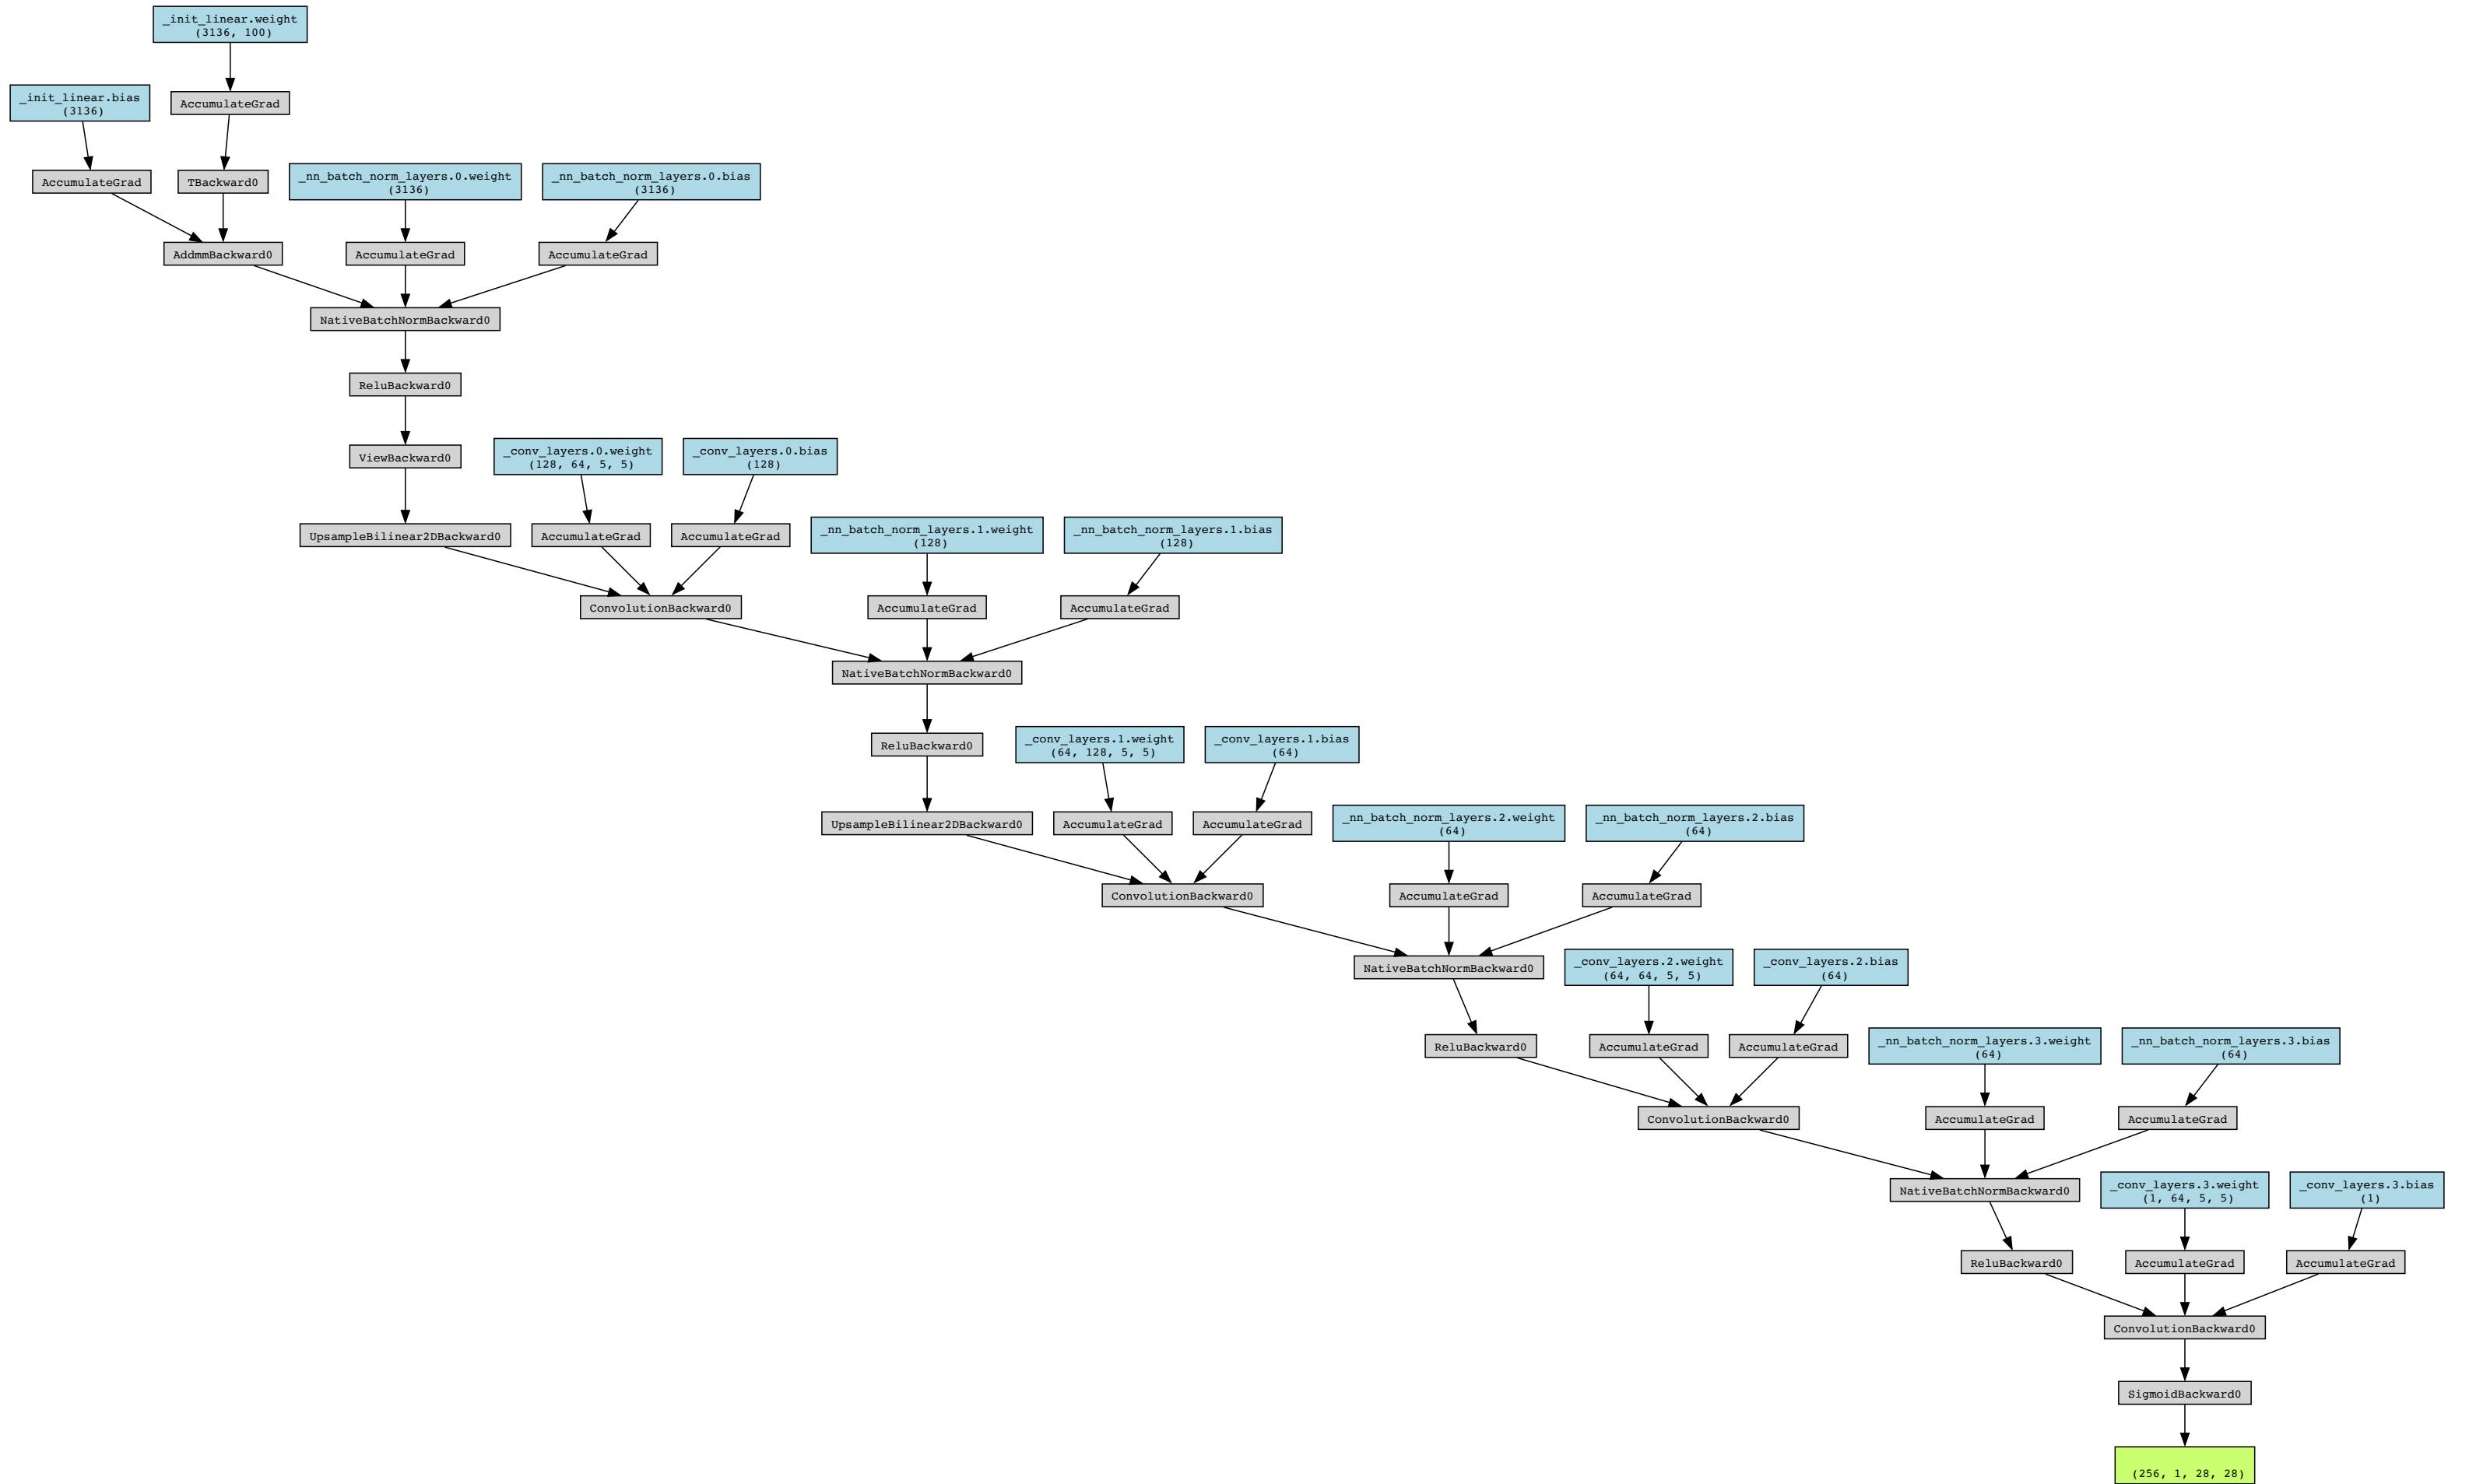 _init_linear.weight
(3136, 100)
_init_linear.bias
(3136)
AccumulateGrad
AccumulateGrad
TBackward0
_nn_batch_norm_layers.0.weight
(3136)
_nn_batch_norm_layers.0.bias
(3136)
AddmmBackward0
AccumulateGrad
AccumulateGrad
NativeBatchNormBackward0
ReluBackward0
ViewBackward0
_conv_layers.0.weight
(128, 64, 5, 5)
_conv_layers.0.bias
(128)
UpsampleBilinear2DBackward0
AccumulateGrad
AccumulateGrad
_nn_batch_norm_layers.1.weight
(128)
_nn_batch_norm_layers.1.bias
(128)
ConvolutionBackward0
AccumulateGrad
AccumulateGrad
NativeBatchNormBackward0
ReluBackward0
_conv_layers.1.weight
(64, 128, 5, 5)
_conv_layers.1.bias
(64)
UpsampleBilinear2DBackward0
AccumulateGrad
AccumulateGrad
_nn_batch_norm_layers.2.weight
(64)
_nn_batch_norm_layers.2.bias
(64)
ConvolutionBackward0
AccumulateGrad
AccumulateGrad
NativeBatchNormBackward0
_conv_layers.2.weight
(64, 64, 5, 5)
_conv_layers.2.bias
(64)
ReluBackward0
AccumulateGrad
AccumulateGrad
_nn_batch_norm_layers.3.weight
(64)
_nn_batch_norm_layers.3.bias
(64)
ConvolutionBackward0
AccumulateGrad
AccumulateGrad
NativeBatchNormBackward0
_conv_layers.3.weight
(1, 64, 5, 5)
_conv_layers.3.bias
(1)
ReluBackward0
AccumulateGrad
AccumulateGrad
ConvolutionBackward0
SigmoidBackward0
(256, 1, 28, 28)